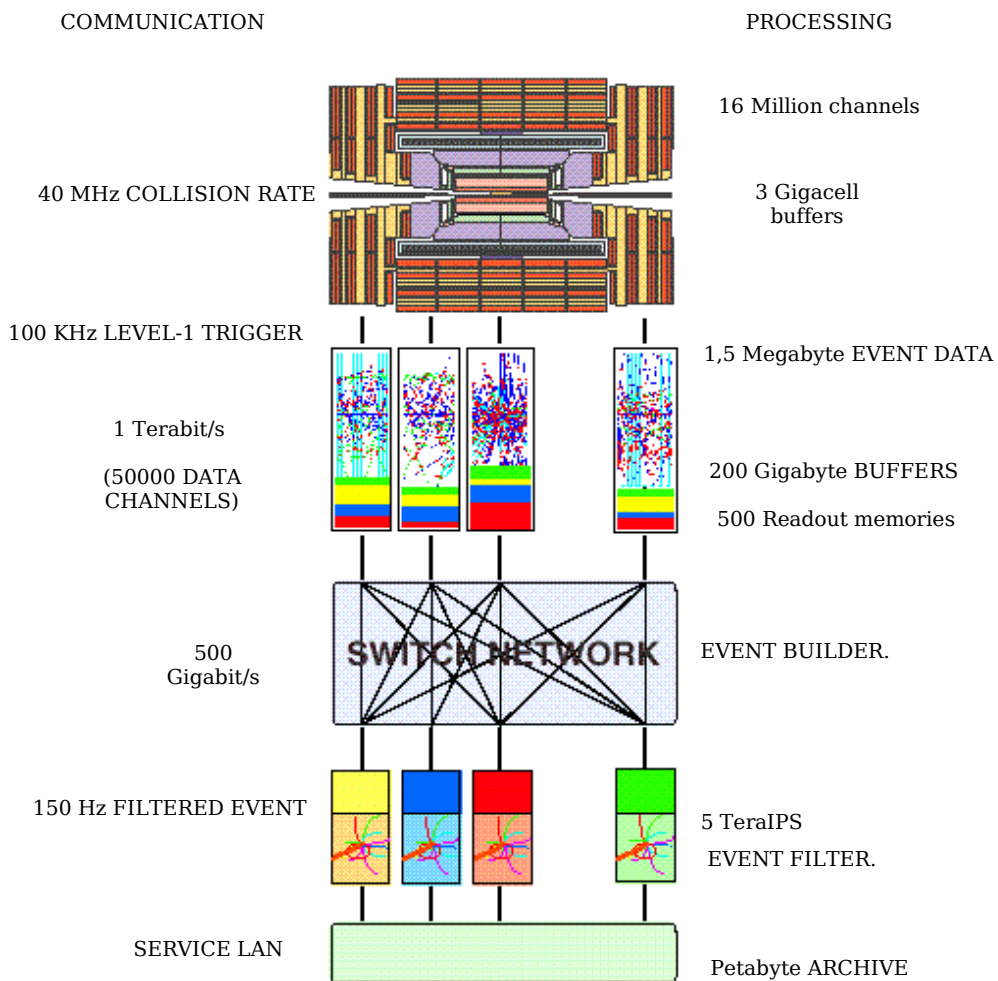 COMMUNICATION
PROCESSING
16 Million channels
40 MHz COLLISION RATE
3 Gigacell
buffers
100 KHz LEVEL-1 TRIGGER
1,5 Megabyte EVENT DATA
1 Terabit/s
(50000 DATA
CHANNELS)
200 Gigabyte BUFFERS
500 Readout memories
SWITCH NETWORK
500
Gigabit/s
EVENT BUILDER.
150 Hz FILTERED EVENT
5 TeraIPS
EVENT FILTER.
SERVICE LAN
Petabyte ARCHIVE